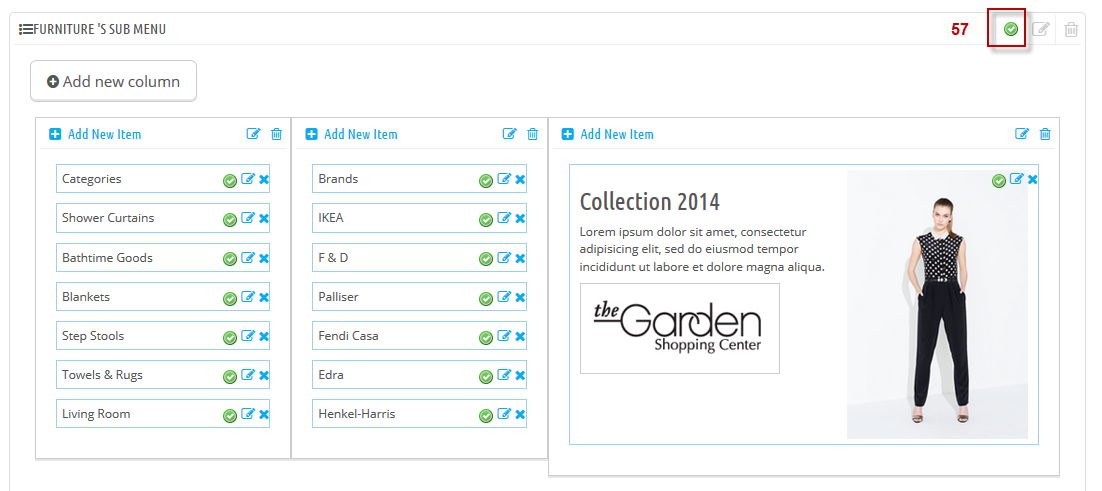 FURNITURE 'S SUB MENU
57
Add new column
Add New Item
Categories
Shower Curtains
Bathtime Goods
Blankets
Step Stools
Towels & Rugs
Living Room
Add New Item
Brands
IKEA
F & D
Palliser
Fendi Casa
Edra
Henkel-Harris
Add New Item
Collection 2014
Lorem ipsum dolor sit amet, consectetur
adipisicing elit, sed do eiusmod tempor
incididunt ut labore et dolore magna aliqua.
the Garden
Shopping Center